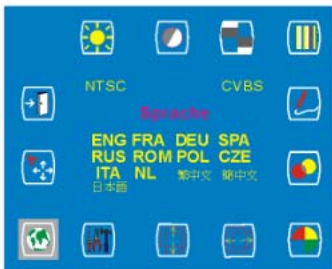 NTSC CVBS
Sprache
ENG FRA DEU SPA
RUS ROM POL CZE
ITA NL 繁中文 簡中文
日本語